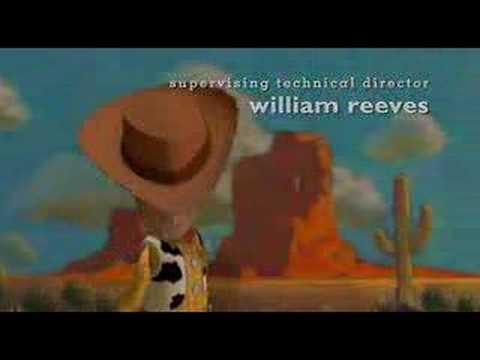 supervising technical director
william reeves